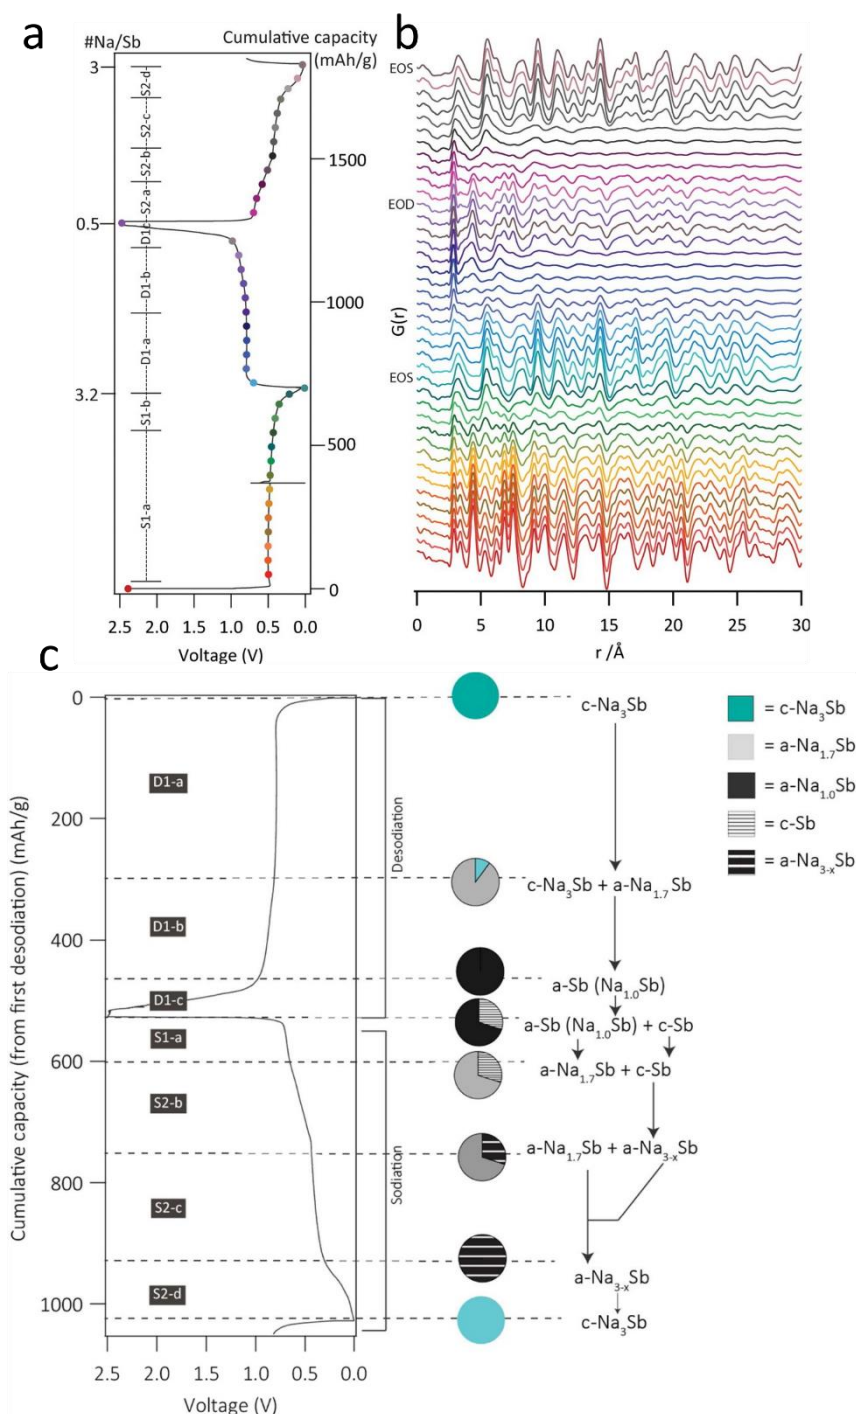 a
#Na/Sb
Cumulative capacity
(mAh/g)
3
0.5
3.2
S2-d
S2-c
S2-b
S2-a
D1c
D1-b
D1-a
S1-b
S1-a
1500
1000
500
0
2.5 2.0 1.0 0.5 0.0
Voltage (V)
b
EOS
EOD
EOS
G(r)
0 5 10 15 20 25 30
r /Å
c
Cumulative capacity (from first desodiation) (mAh/g)
0
200
400
600
800
1000
D1-a
D1-b
D1-c
S1-a
S2-b
S2-c
S2-d
2.5 2.0 1.5 1.0 0.5 0.0
Voltage (V)
Desodiation
Sodiation
c-Na3Sb
c-Na3Sb + a-Na1.7Sb
a-Sb (Na1.0Sb)
a-Sb (Na1.0Sb) + c-Sb
a-Na1.7Sb + c-Sb
a-Na1.7Sb + a-Na3-xSb
a-Na3-xSb
c-Na3Sb
= c-Na3Sb
= a-Na1.7Sb
= a-Na1.0Sb
= c-Sb
= a-Na3-xSb